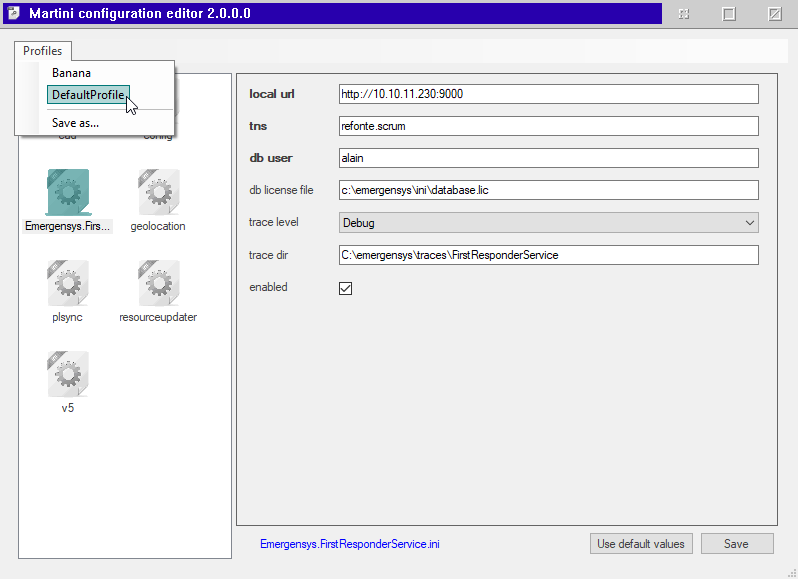 Martini configuration editor 2.0.0.0
Profiles
Banana
DefaultProfile
Save as...
cad
config
Emergensys.Firs...
geolocation
plsync
resourceupdater
v5
local url
http://10.10.11.230:9000
tns
refonte.scrum
db user
alain
db license file
c:\emergensys\ini\database.lic
trace level
Debug
trace dir
C:\emergensys\traces\FirstResponderService
enabled
Emergensys.FirstResponderService.ini
Use default values
Save